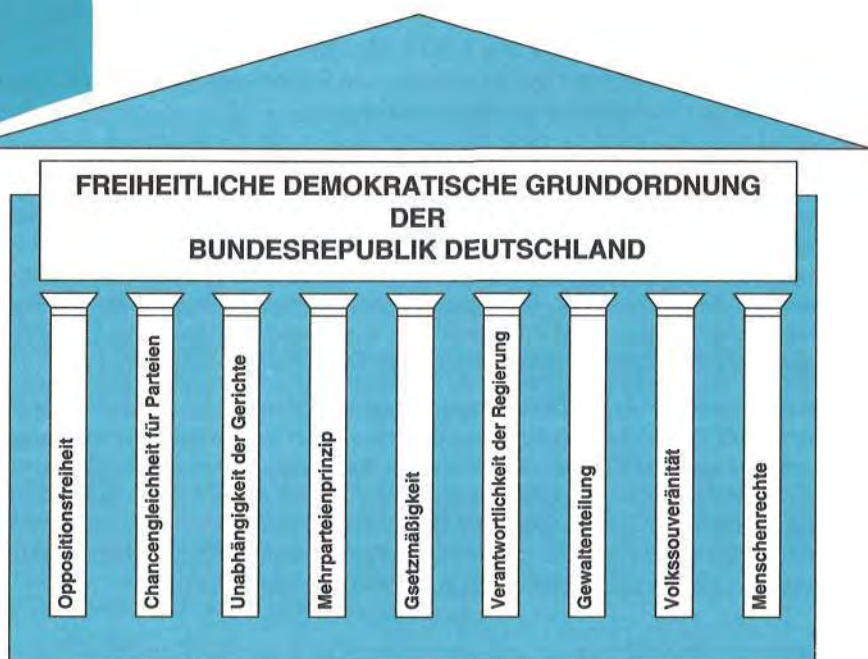 FREIHEITLICHE DEMOKRATISCHE GRUNDORDNUNG
DER
BUNDESREPUBLIK DEUTSCHLAND
Oppositionsfreiheit
Chancengleichheit für Parteien
Unabhängigkeit der Gerichte
Mehrparteienprinzip
Gsetzmäßigkeit
Verantwortlichkeit der Regierung
Gewaltenteilung
Volkssouveränität
Menschenrechte